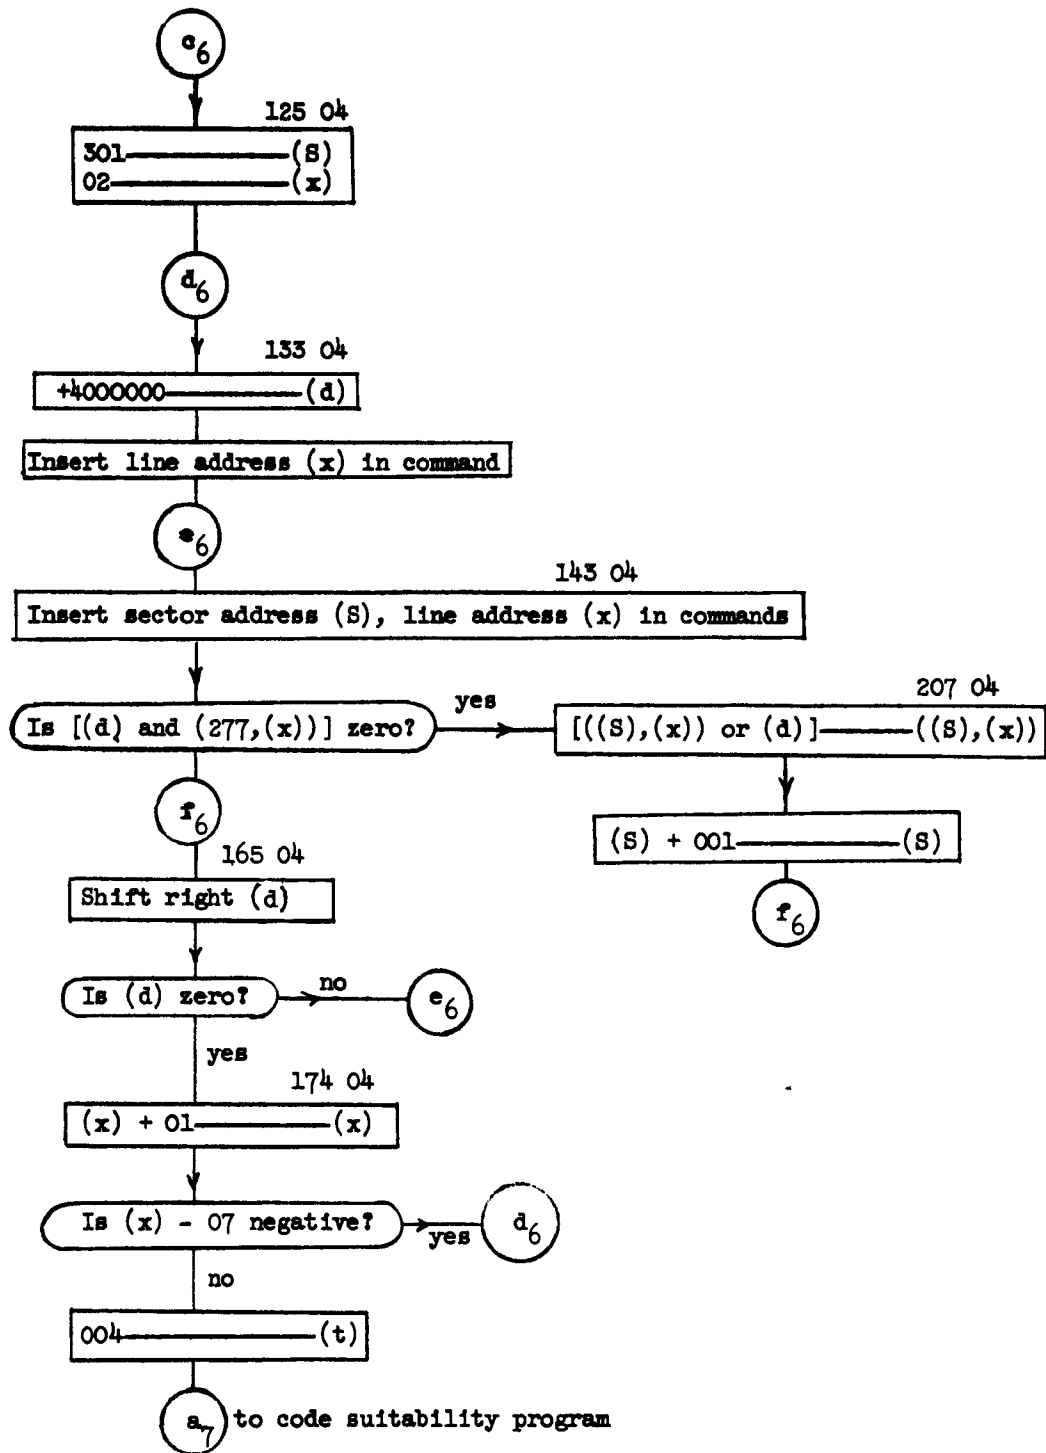 c6
125 04
301————(S)
02————(x)
d6
133 04
+4000000————(d)
Insert line address (x) in command
e6
143 04
Insert sector address (S), line address (x) in commands
Is [(d) and (277,(x))] zero?
yes
207 04
[((S),(x)) or (d)]————((S),(x))
(S) + 001————(S)
f6
f6
165 04
Shift right (d)
Is (d) zero?
no
e6
yes
174 04
(x) + 01————(x)
Is (x) - 07 negative?
yes
d6
no
004————(t)
a7 to code suitability program